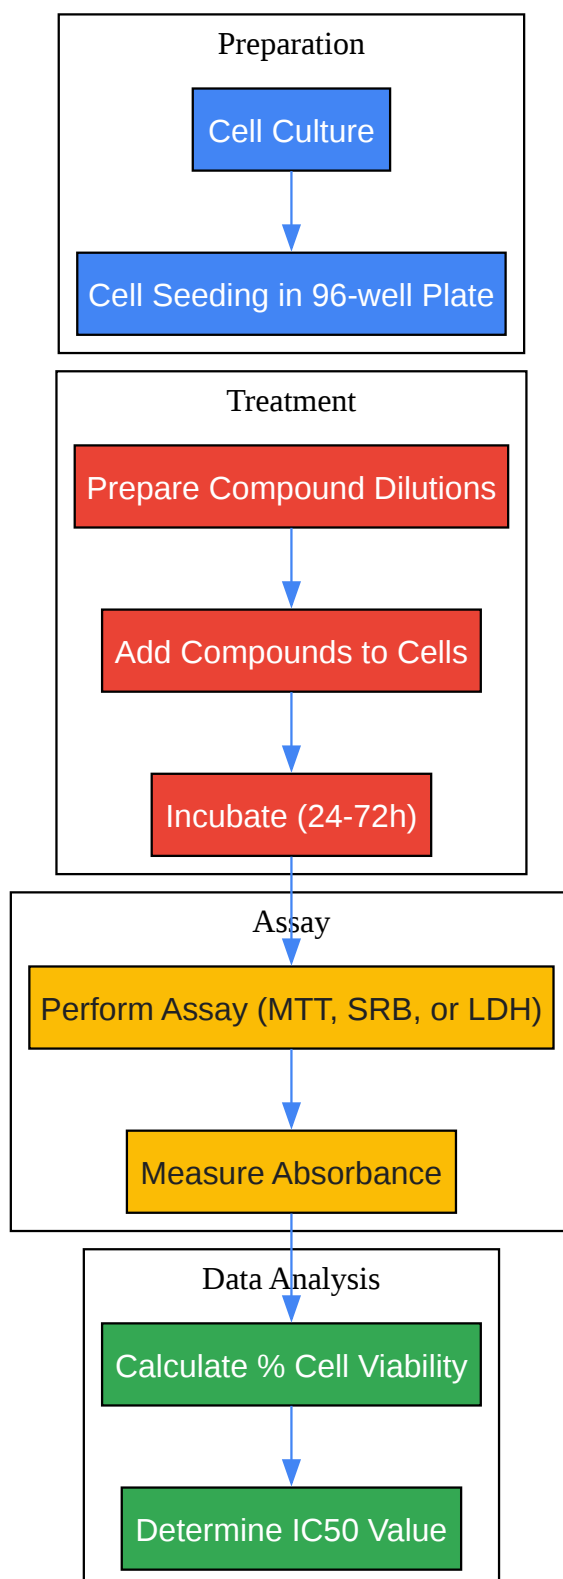 Preparation
Cell Culture
Cell Seeding in 96-well Plate
Treatment
Prepare Compound Dilutions
Add Compounds to Cells
Incubate (24-72h)
Assay
Perform Assay (MTT, SRB, or LDH)
Measure Absorbance
Data Analysis
Calculate % Cell Viability
Determine IC50 Value